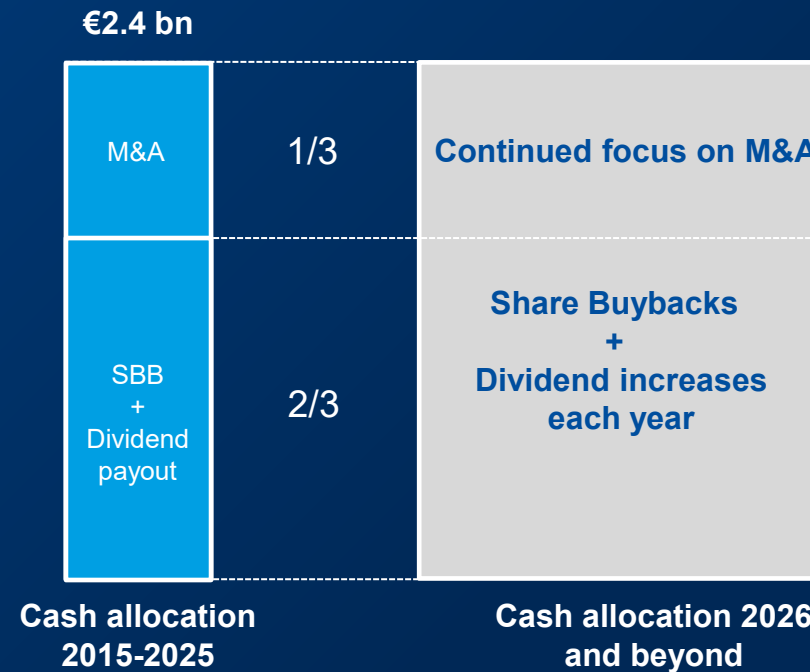 €2.4 bn
M&A
1/3
Continued focus on M&A
SBB
+
Dividend
payout
2/3
Share Buybacks
+
Dividend increases
each year
Cash allocation
2015-2025
Cash allocation 2026
and beyond